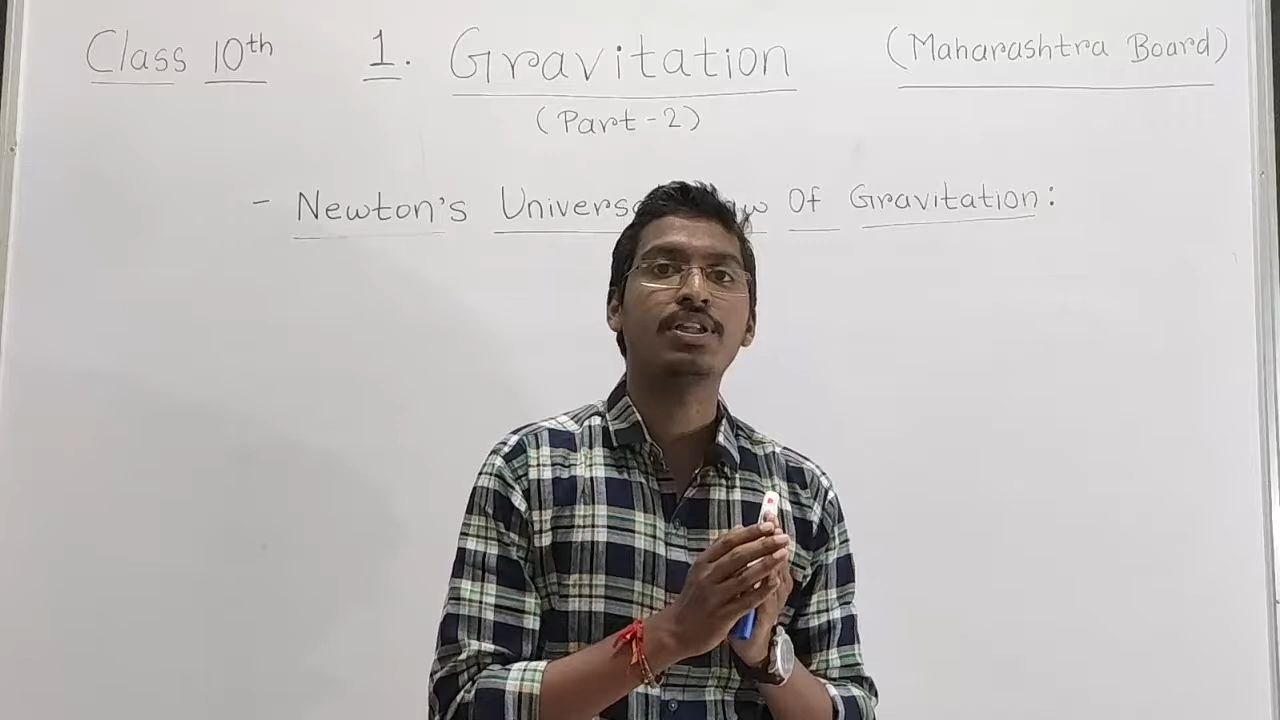 Class 10th 1. Gravitation (Maharashtra Board)
(Part-2)
- Newton's Of Gravitation: